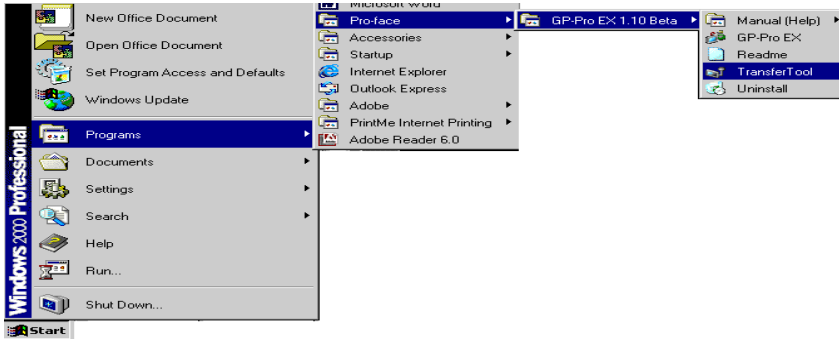 Windows 2000 Professional
New Office Document
Open Office Document
Set Program Access and Defaults
Windows Update
Programs
Documents
Settings
Search
Help
Run...
Shut Down...
Start
Microsoft Word
Pro-face
Accessories
Startup
Internet Explorer
Outlook Express
Adobe
PrintMe Internet Printing
Adobe Reader 6.0
GP-Pro EX 1.10 Beta
Manual (Help)
GP-Pro EX
Readme
TransferTool
Uninstall